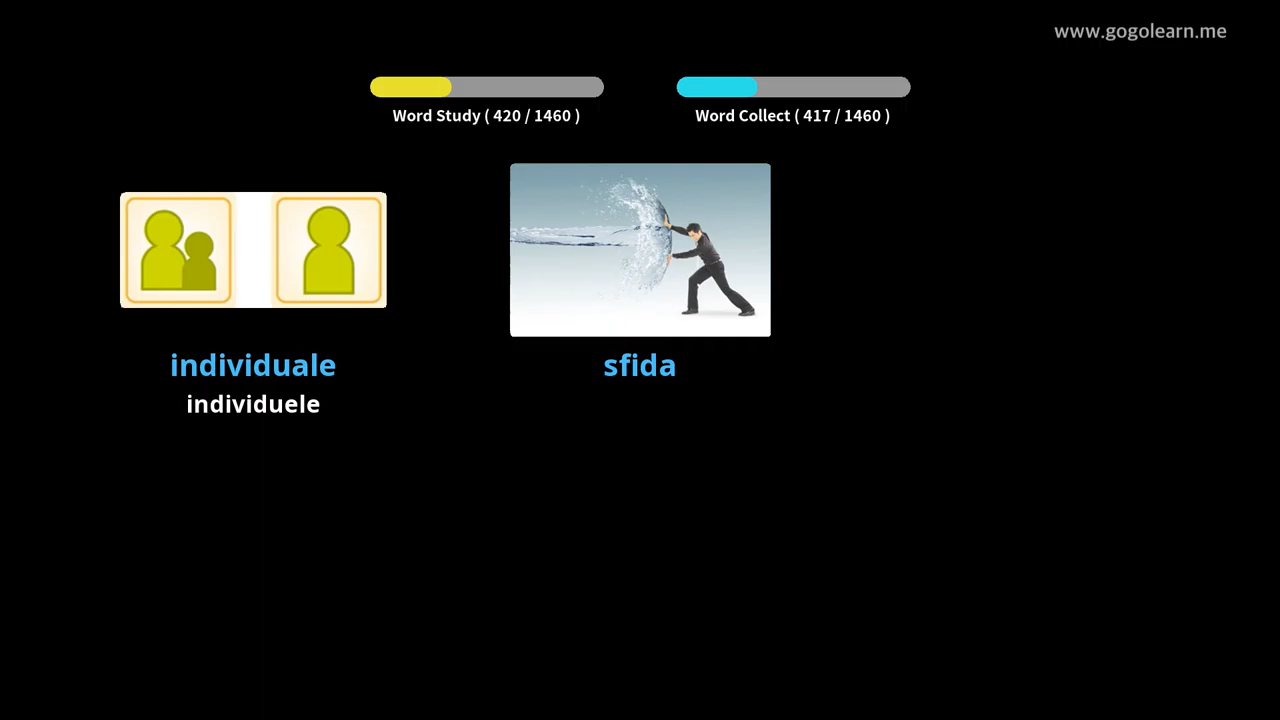 www.gogolearn.me
Word Study ( 420 / 1460 )
Word Collect ( 417 / 1460 )
individuale
individuele
sfida